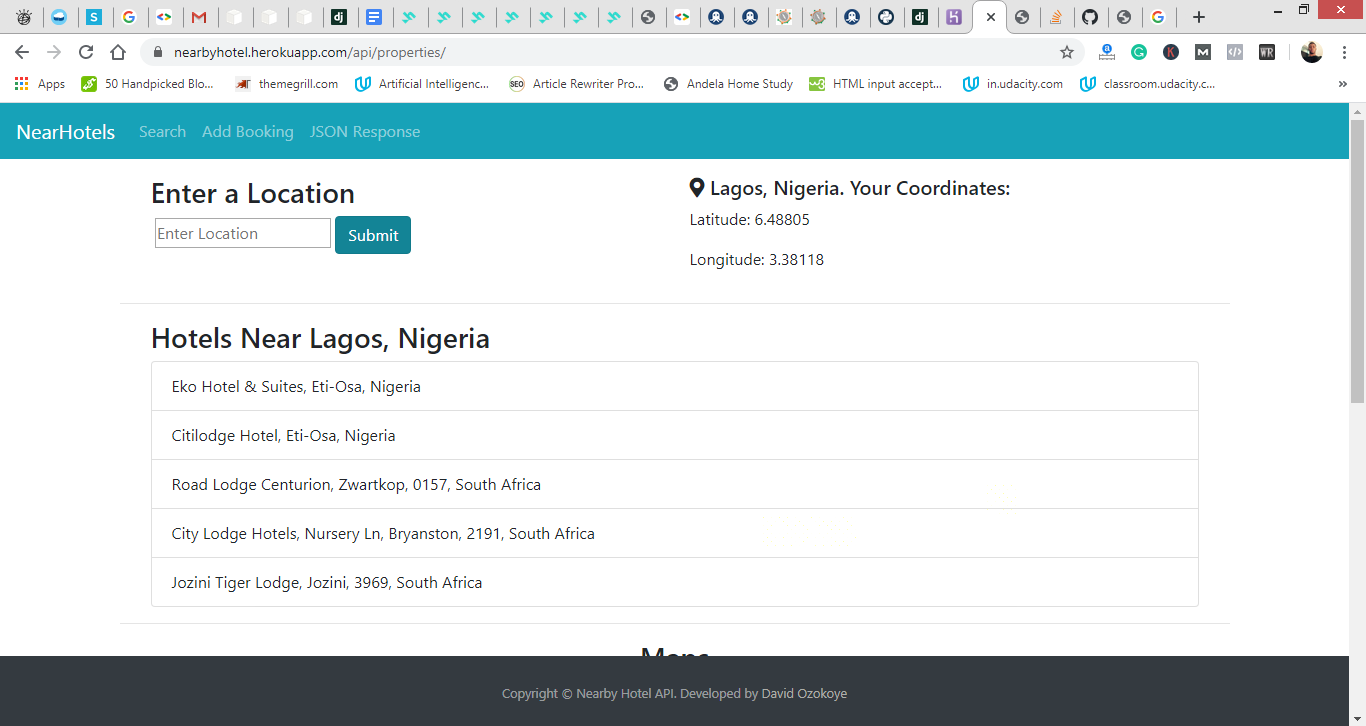 nearbyhotel.herokuapp.com/api/properties/
Apps 50 Handpicked Blo... themegrill.com Artificial Intelligenc... SEO Article Rewriter Pro... Andela Home Study HTML input accept... in.udacity.com classroom.udacity.c... »
NearHotels Search Add Booking JSON Response
Enter a Location
Enter Location Submit
Lagos, Nigeria. Your Coordinates:
Latitude: 6.48805
Longitude: 3.38118
Hotels Near Lagos, Nigeria
Eko Hotel & Suites, Eti-Osa, Nigeria
Citilodge Hotel, Eti-Osa, Nigeria
Road Lodge Centurion, Zwartkop, 0157, South Africa
City Lodge Hotels, Nursery Ln, Bryanston, 2191, South Africa
Jozini Tiger Lodge, Jozini, 3969, South Africa
Maps
Copyright © Nearby Hotel API. Developed by David Ozokoye